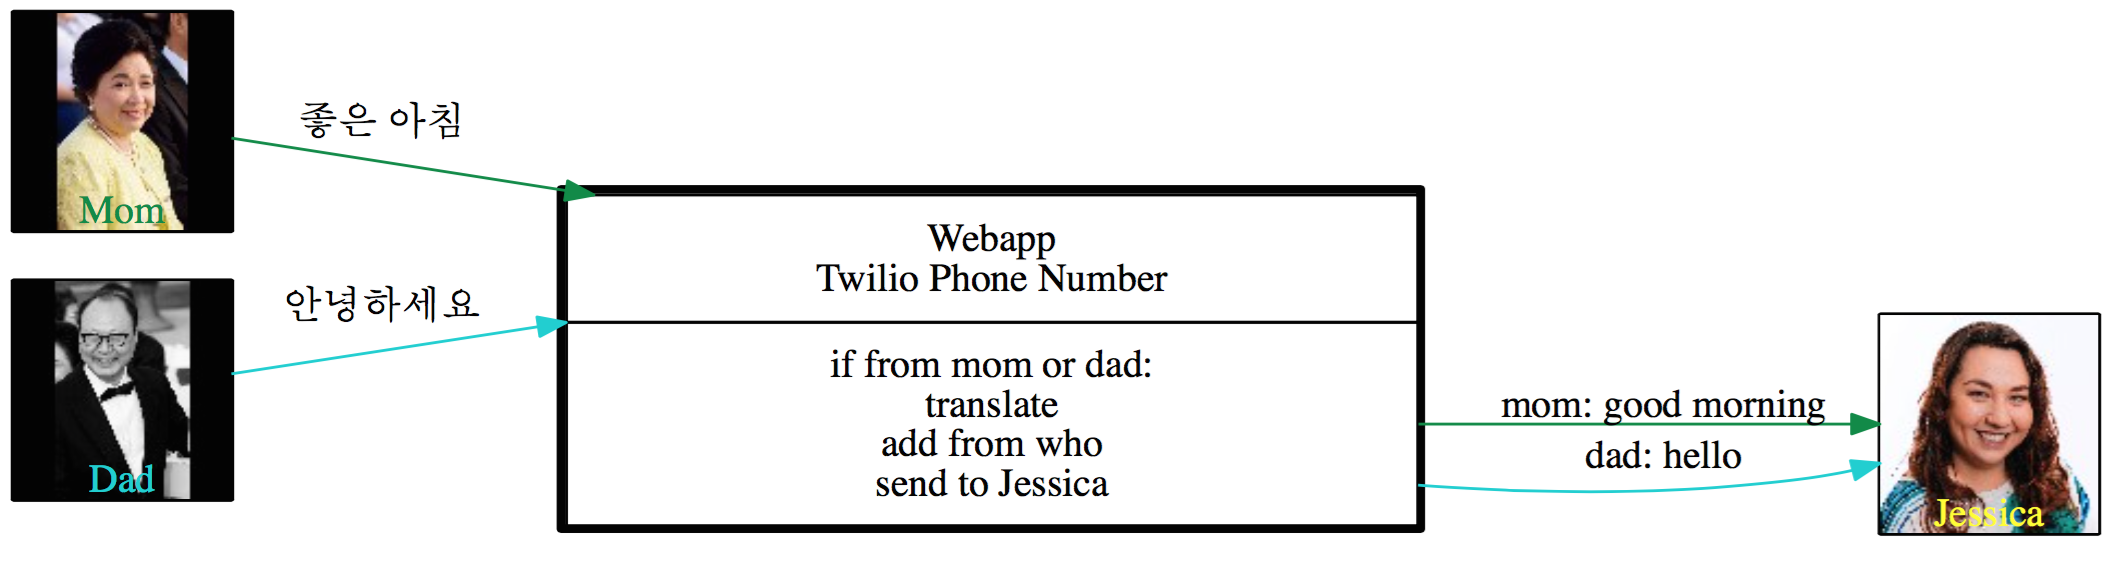 Mom
좋은 아침
Dad
안녕하세요
Webapp
Twilio Phone Number
if from mom or dad:
translate
add from who
send to Jessica
mom: good morning
dad: hello
Jessica